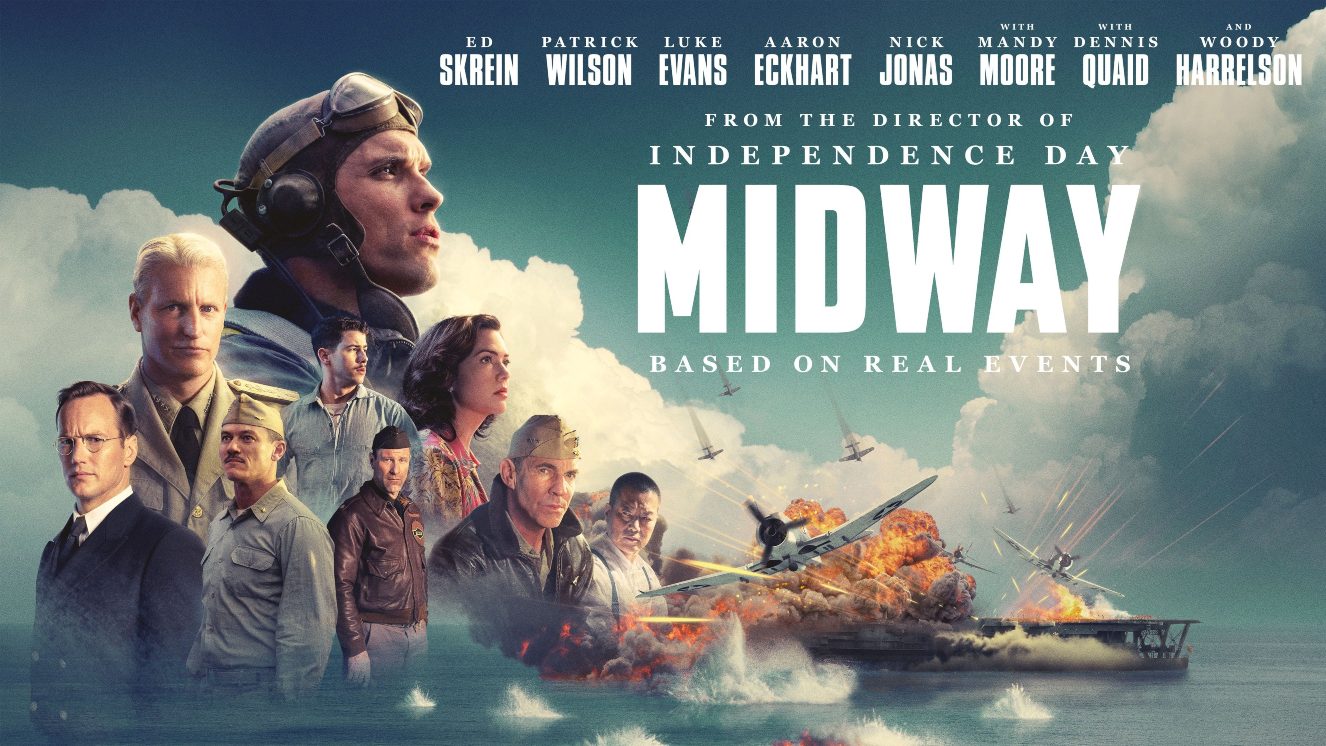 ED PATRICK LUKE AARON NICK WITH MANDY WITH DENNIS AND WOODY
SKREIN WILSON EVANS ECKHART JONAS MOORE QUAID HARRELSON
FROM THE DIRECTOR OF
INDEPENDENCE DAY
MIDWAY
BASED ON REAL EVENTS